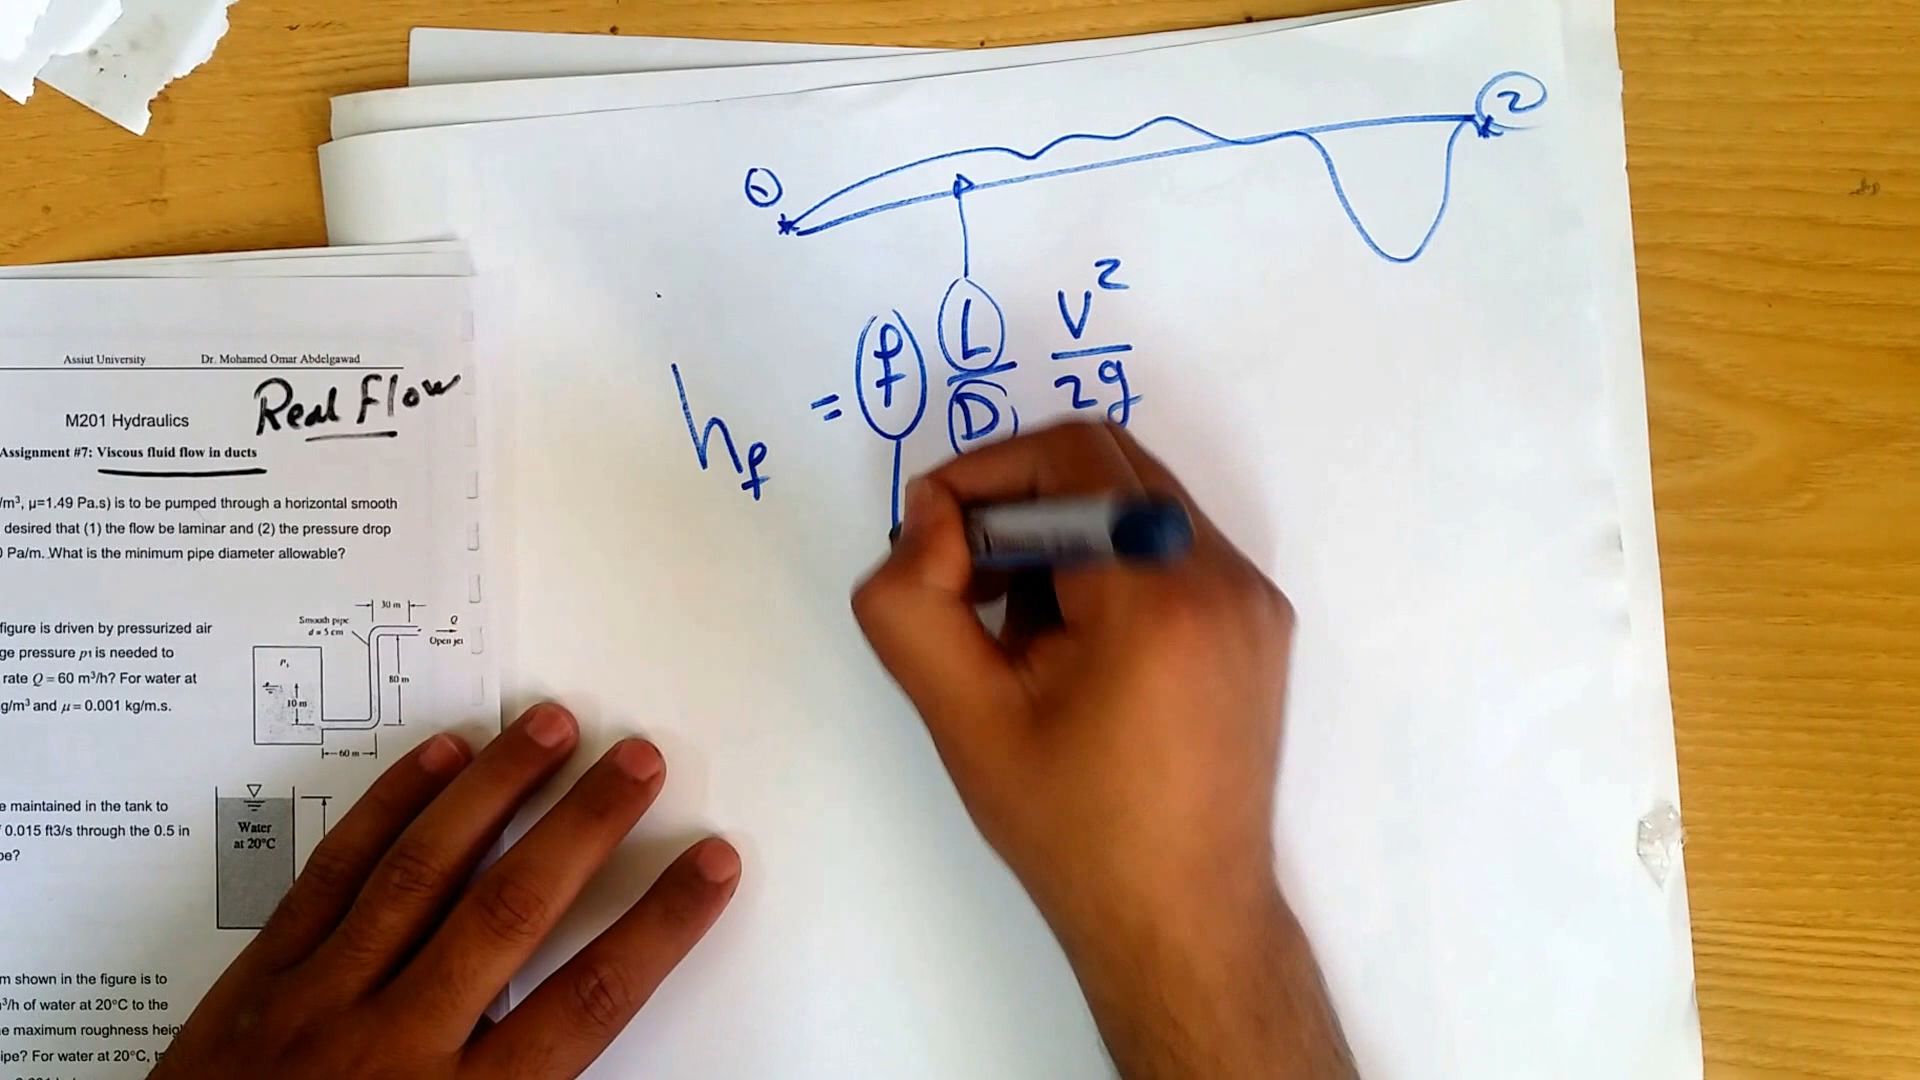 Assiut University Dr. Mohamed Omar Abdelgawad
Real Flow
M201 Hydraulics
Assignment #7: Viscous fluid flow in ducts
/m³, μ=1.49 Pa.s) is to be pumped through a horizontal smooth
desired that (1) the flow be laminar and (2) the pressure drop
Pa/m. What is the minimum pipe diameter allowable?
figure is driven by pressurized air
ge pressure p1 is needed to
rate Q = 60 m³/h? For water at
g/m³ and μ = 0.001 kg/m.s.
30 m
Smooth pipe
d = 5 cm
Q
Open jet
P₁
80 m
10 m
60 m
e maintained in the tank to
0.015 ft3/s through the 0.5 in
pe?
Water
at 20°C
m shown in the figure is to
³/h of water at 20°C to the
e maximum roughness heig
ipe? For water at 20°C, t
1
2
h_f = f L/D V²/2g